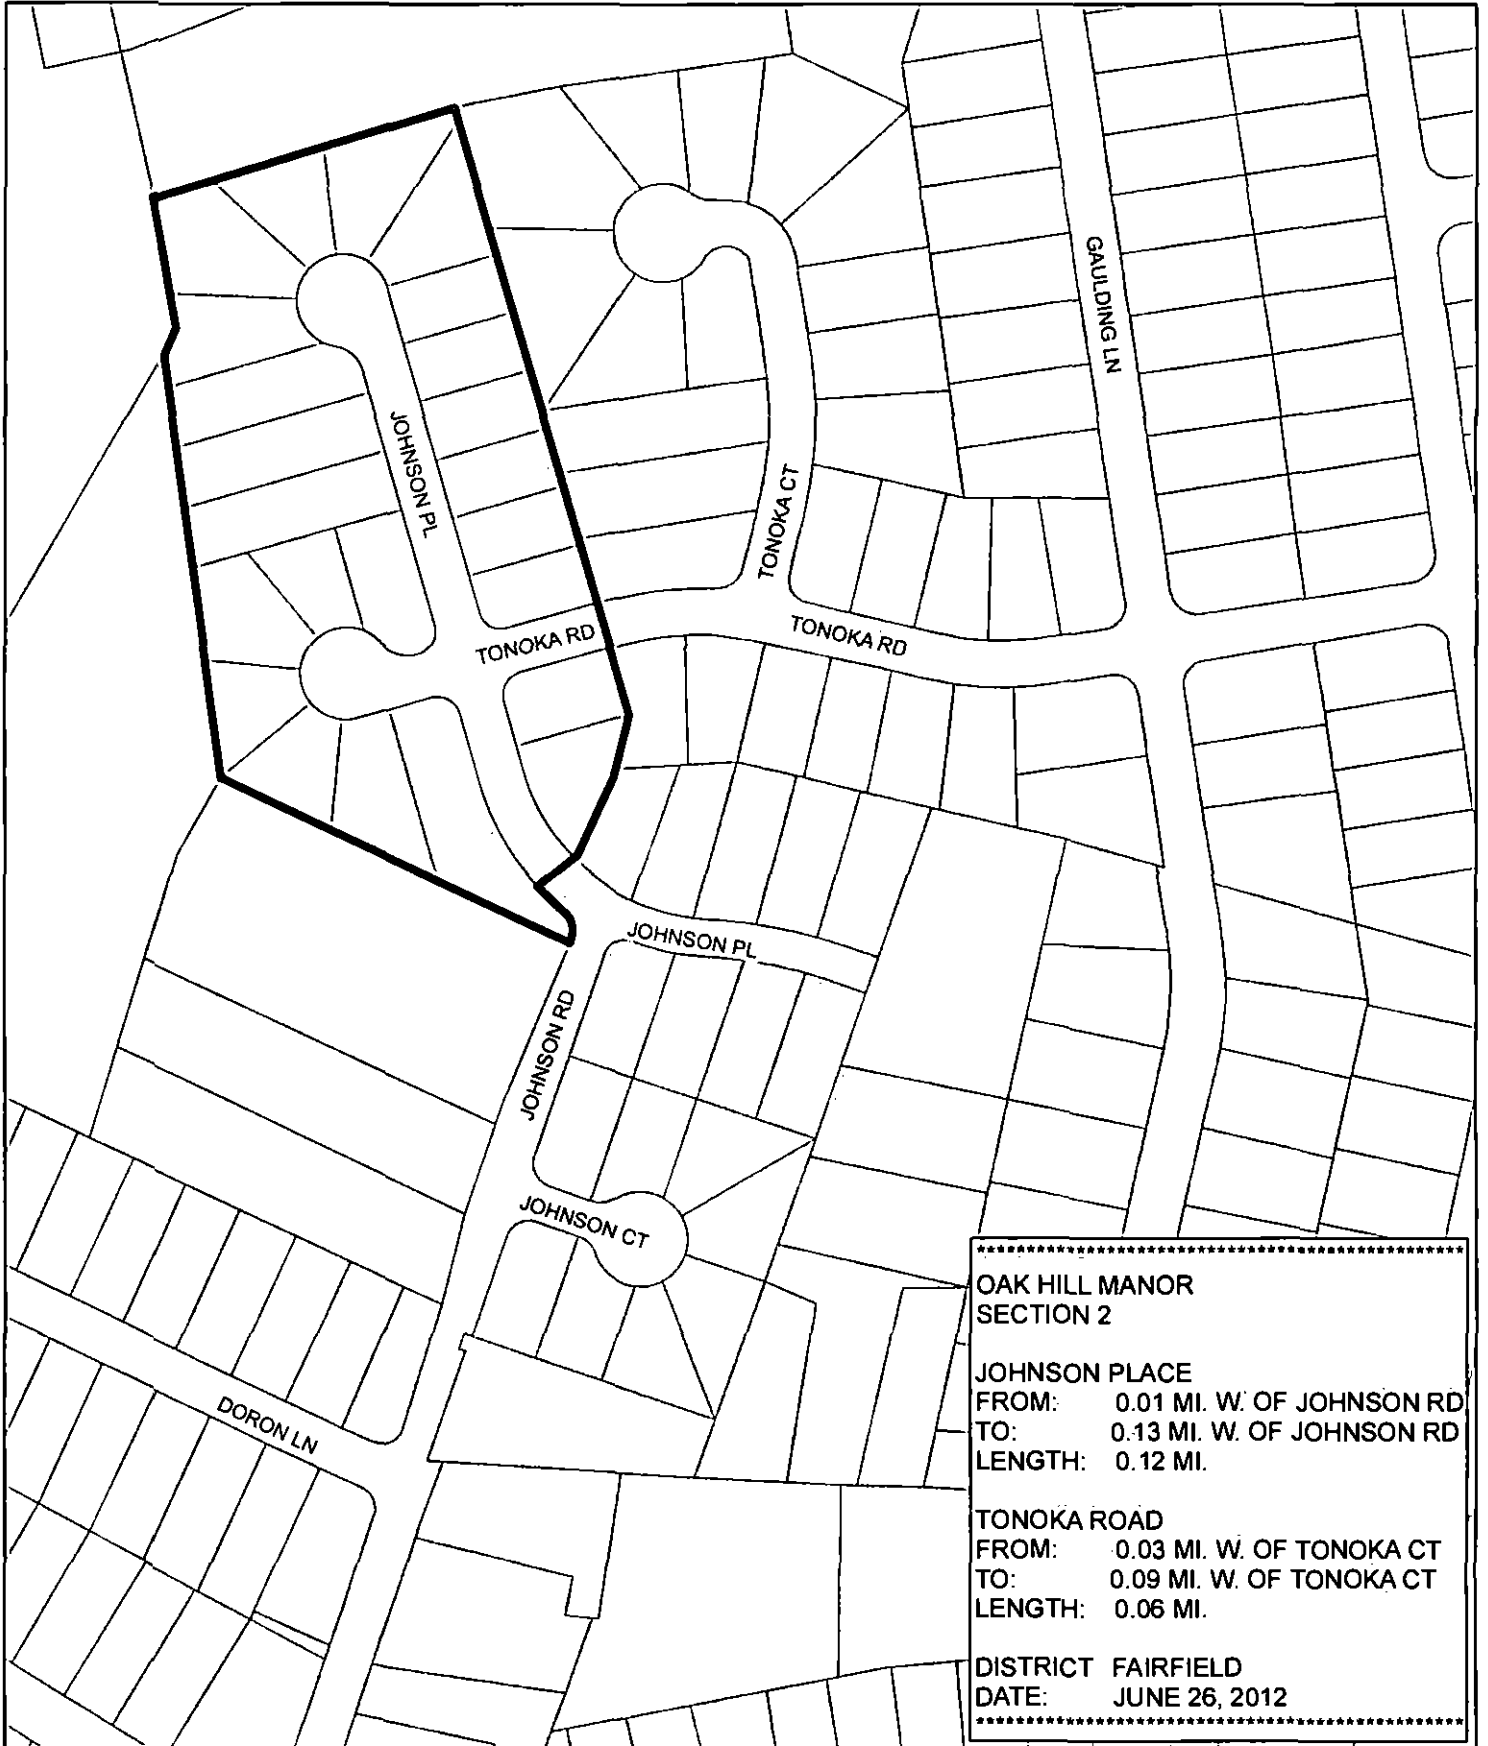 GAULDING LN
JOHNSON PL
TONOKA CT
TONOKA RD
TONOKA RD
JOHNSON PL
JOHNSON RD
JOHNSON CT
DORON LN
************************************************************
OAK HILL MANOR
SECTION 2
JOHNSON PLACE
FROM: 0.01 MI. W. OF JOHNSON RD
TO: 0.13 MI. W. OF JOHNSON RD
LENGTH: 0.12 MI.
TONOKA ROAD
FROM: 0.03 MI. W. OF TONOKA CT
TO: 0.09 MI. W. OF TONOKA CT
LENGTH: 0.06 MI.
DISTRICT FAIRFIELD
DATE: JUNE 26, 2012
************************************************************